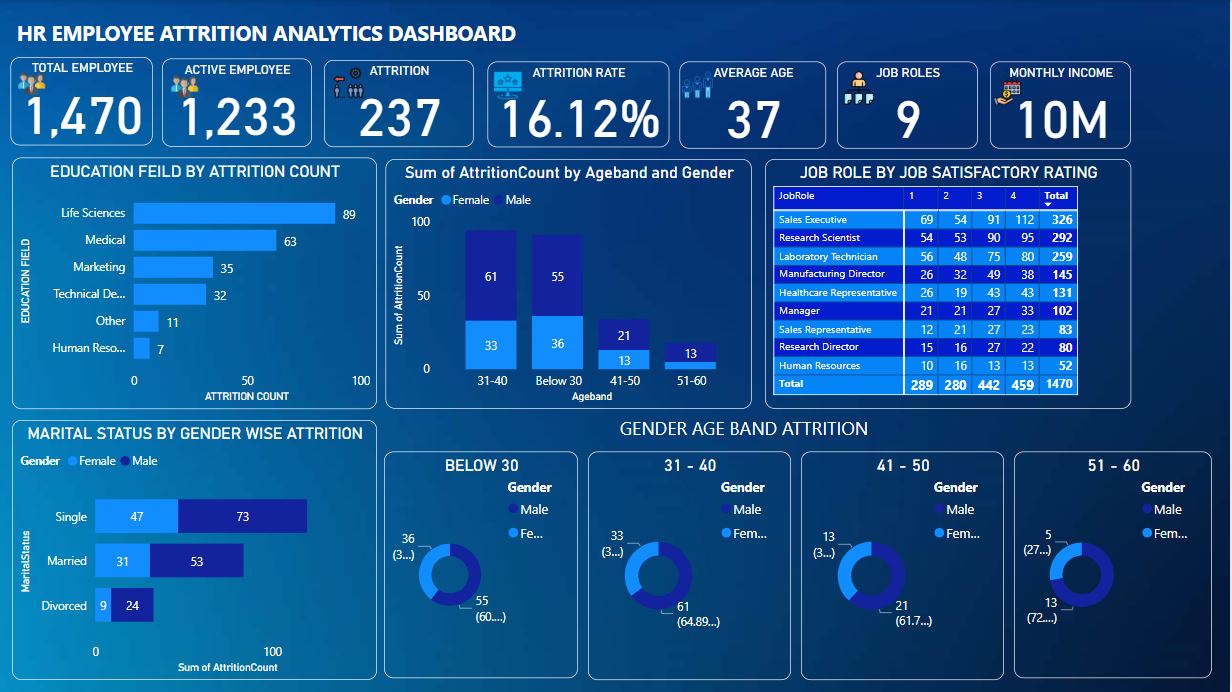 HR EMPLOYEE ATTRITION ANALYTICS DASHBOARD
TOTAL EMPLOYEE
1,470
ACTIVE EMPLOYEE
1,233
ATTRITION
237
ATTRITION RATE
16.12%
AVERAGE AGE
37
JOB ROLES
9
MONTHLY INCOME
10M
EDUCATION FEILD BY ATTRITION COUNT
EDUCATION FIELD
Life Sciences 89
Medical 63
Marketing 35
Technical De... 32
Other 11
Human Reso... 7
0 50 100
ATTRITION COUNT
Sum of AttritionCount by Ageband and Gender
Gender Female Male
Sum of AttritionCount
100
50
0
61 55 21 13
33 36 13
31-40 Below 30 41-50 51-60
Ageband
JOB ROLE BY JOB SATISFACTORY RATING
JobRole 1 2 3 4 Total
Sales Executive 69 54 91 112 326
Research Scientist 54 53 90 95 292
Laboratory Technician 56 48 75 80 259
Manufacturing Director 26 32 49 38 145
Healthcare Representative 26 19 43 43 131
Manager 21 21 27 33 102
Sales Representative 12 21 27 23 83
Research Director 15 16 27 22 80
Human Resources 10 16 13 13 52
Total 289 280 442 459 1470
MARITAL STATUS BY GENDER WISE ATTRITION
Gender Female Male
MaritalStatus
Single 47 73
Married 31 53
Divorced 9 24
0 100
Sum of AttritionCount
GENDER AGE BAND ATTRITION
BELOW 30
Gender
Male
Fe...
36
(3...)
55
(60....)
31 - 40
Gender
Male
Fem...
33
(3...)
61
(64.89...)
41 - 50
Gender
Male
Fem...
13
(3...)
21
(61.7...)
51 - 60
Gender
Male
Fem...
5
(27...)
13
(72....)